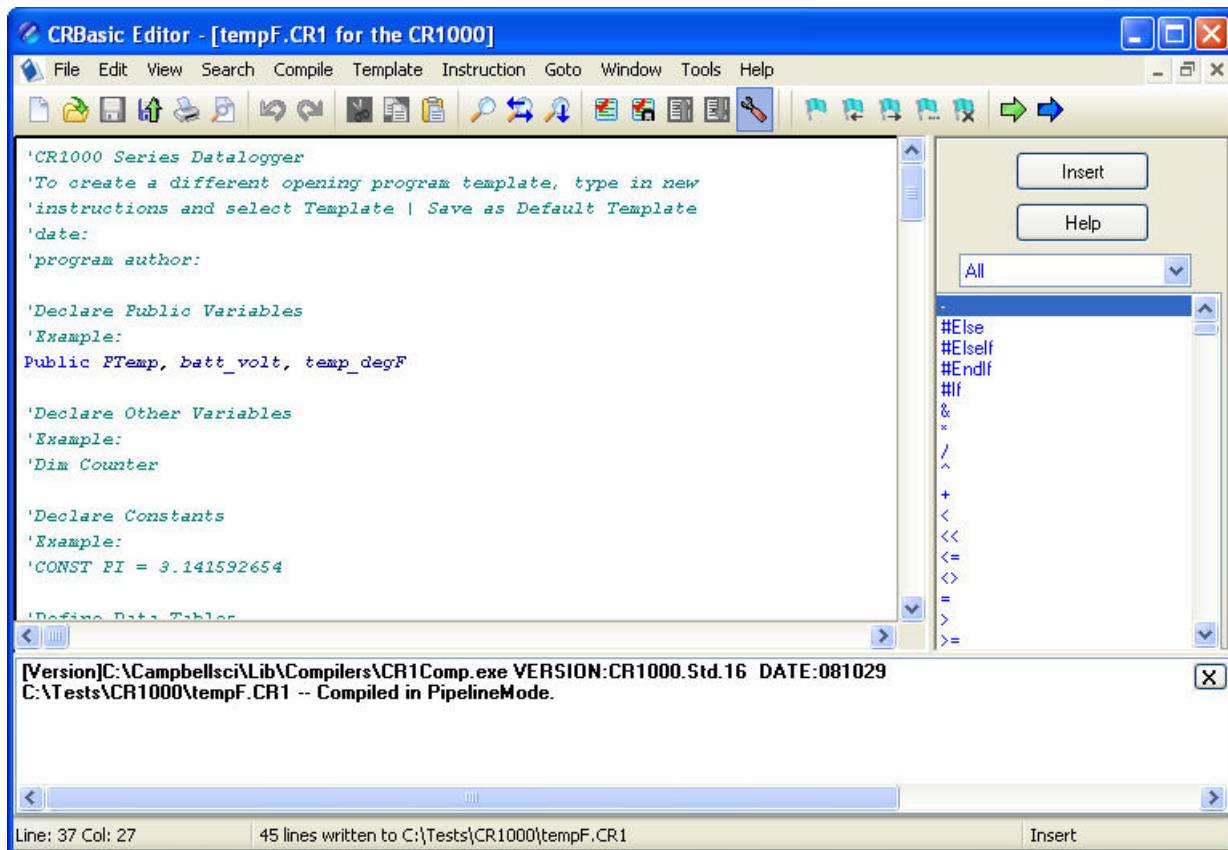 CRBasic Editor - [tempF.CR1 for the CR1000]
File Edit View Search Compile Template Instruction Goto Window Tools Help
'CR1000 Series Datalogger
'To create a different opening program template, type in new
'instructions and select Template | Save as Default Template
'date:
'program author:
'Declare Public Variables
'Example:
Public PTemp, batt_volt, temp_degF
'Declare Other Variables
'Example:
'Dim Counter
'Declare Constants
'Example:
'CONST PI = 3.141592654
'Define Data Tables
Insert
Help
All
-
#Else
#ElseIf
#EndIf
#If
&
*
/
^
+
<
<<
<=
<>
=
>
>=
[Version]C:\Campbellsci\Lib\Compilers\CR1Comp.exe VERSION:CR1000.Std.16 DATE:081029
C:\Tests\CR1000\tempF.CR1 -- Compiled in PipelineMode.
Line: 37 Col: 27 45 lines written to C:\Tests\CR1000\tempF.CR1 Insert